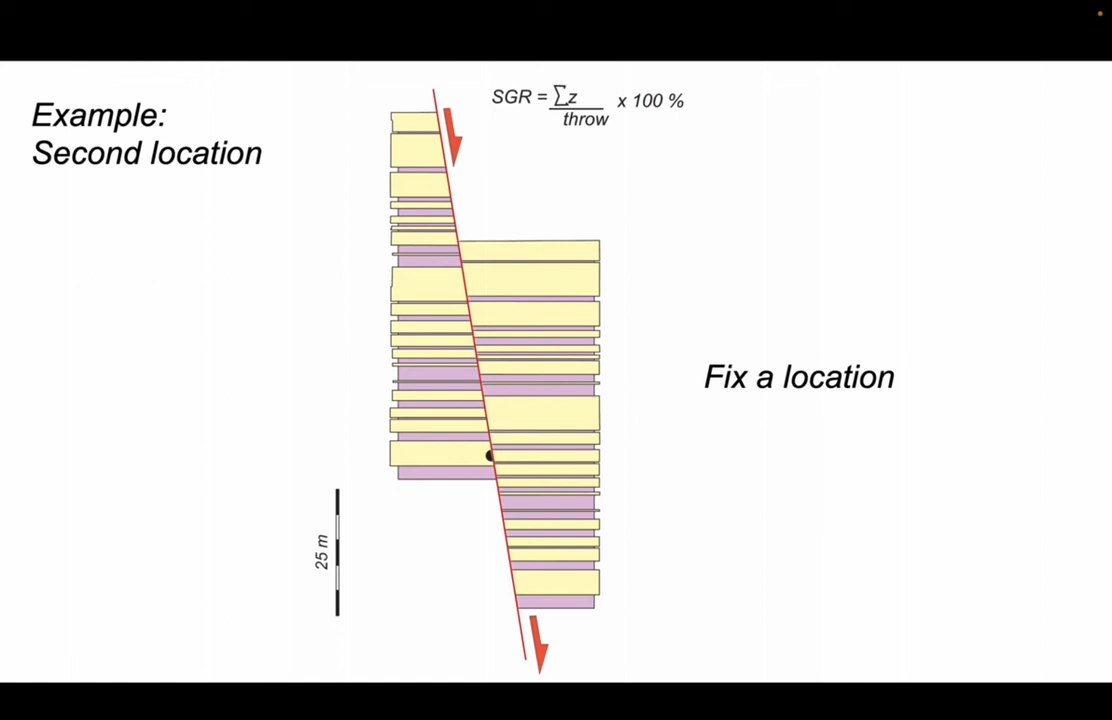 Example:
Second location
SGR = ∑z x 100 %
throw
Fix a location
25 m